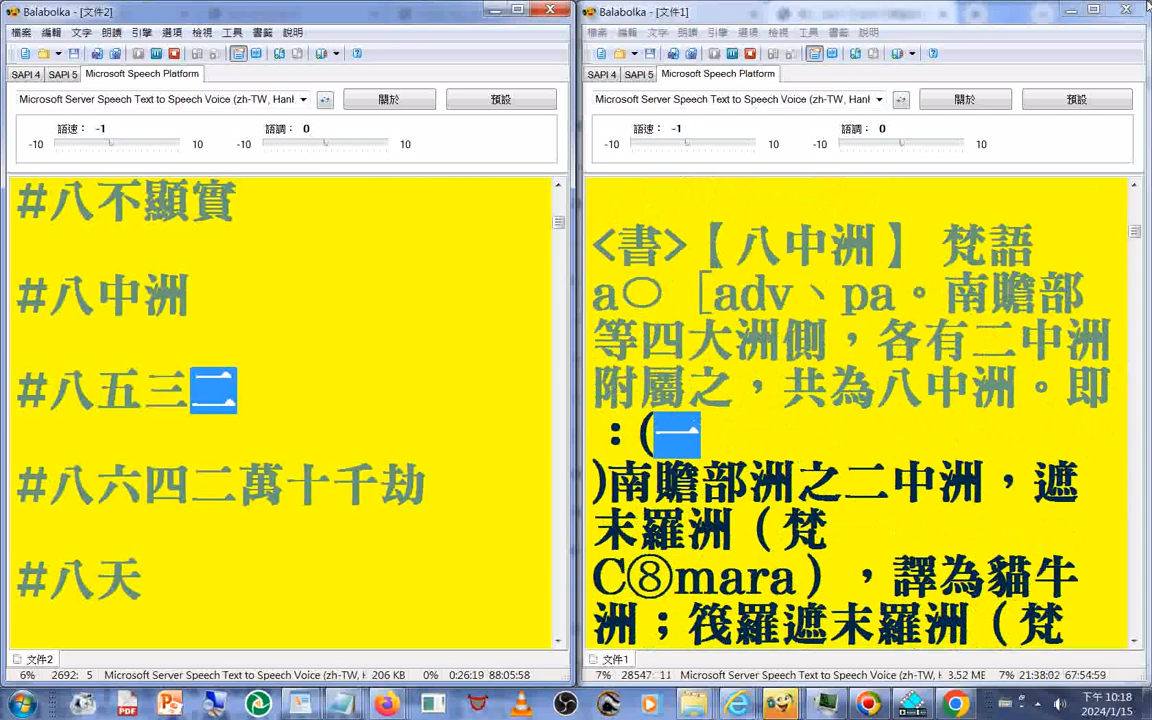 Balabolka - [文件2]
檔案 編輯 文字 朗讀 引擎 選項 檢視 工具 書籤 說明
SAPI 4 SAPI 5 Microsoft Speech Platform
Microsoft Server Speech Text to Speech Voice (zh-TW, Hanl
關於 預設
語速： -1 語調： 0
-10 10 -10 10
#八不顯實
#八中洲
#八五三二
#八六四二萬十千劫
#八天
文件2
6% 2692: 5 Microsoft Server Speech Text to Speech Voice (zh-TW, H 206 KB 0% 0:26:19 88:05:58
Balabolka - [文件1]
檔案 編輯 文字 朗讀 引擎 選項 檢視 工具 書籤 說明
SAPI 4 SAPI 5 Microsoft Speech Platform
Microsoft Server Speech Text to Speech Voice (zh-TW, Hanl
關於 預設
語速： -1 語調： 0
-10 10 -10 10
<書>【八中洲】 梵語
a○［adv、pa。南贍部
等四大洲側，各有二中洲
附屬之，共為八中洲。即
：(一
)南贍部洲之二中洲，遮
末羅洲（梵
C⑧mara），譯為貓牛
洲；筏羅遮末羅洲（梵
文件1
7% 28547: 11 Microsoft Server Speech Text to Speech Voice (zh-TW, H 3.52 MB 7% 21:38:02 67:54:59
下午 10:18
2024/1/15